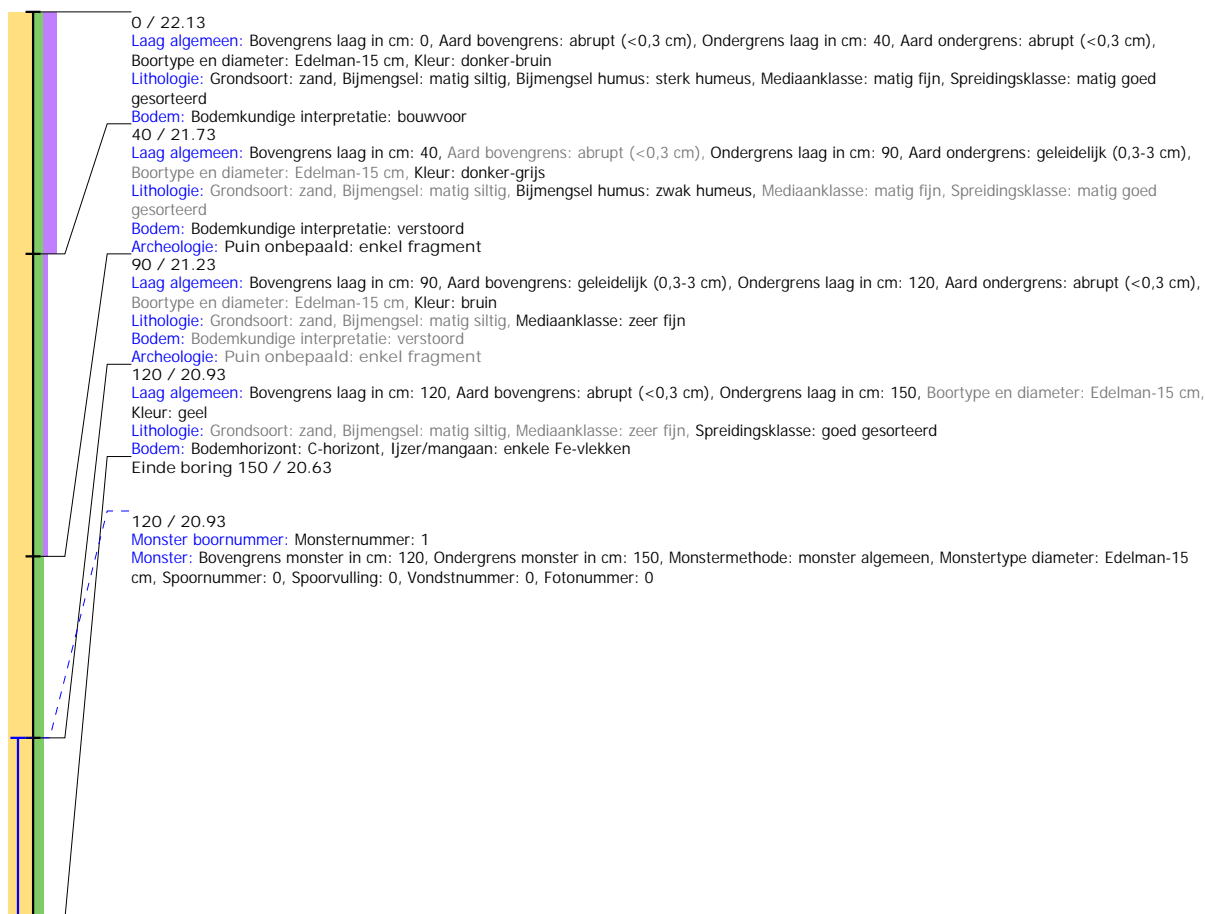 0 / 22.13
Laag algemeen: Bovengrens laag in cm: 0, Aard bovengrens: abrupt (<0,3 cm), Ondergrens laag in cm: 40, Aard ondergrens: abrupt (<0,3 cm),
Boortype en diameter: Edelman-15 cm, Kleur: donker-bruin
Lithologie: Grondsoort: zand, Bijmengsel: matig siltig, Bijmengsel humus: sterk humeus, Mediaanklasse: matig fijn, Spreidingsklasse: matig goed
gesorteerd
Bodem: Bodemkundige interpretatie: bouwvoor
40 / 21.73
Laag algemeen: Bovengrens laag in cm: 40, Aard bovengrens: abrupt (<0,3 cm), Ondergrens laag in cm: 90, Aard ondergrens: geleidelijk (0,3-3 cm),
Boortype en diameter: Edelman-15 cm, Kleur: donker-grijs
Lithologie: Grondsoort: zand, Bijmengsel: matig siltig, Bijmengsel humus: zwak humeus, Mediaanklasse: matig fijn, Spreidingsklasse: matig goed
gesorteerd
Bodem: Bodemkundige interpretatie: verstoord
Archeologie: Puin onbepaald: enkel fragment
90 / 21.23
Laag algemeen: Bovengrens laag in cm: 90, Aard bovengrens: geleidelijk (0,3-3 cm), Ondergrens laag in cm: 120, Aard ondergrens: abrupt (<0,3 cm),
Boortype en diameter: Edelman-15 cm, Kleur: bruin
Lithologie: Grondsoort: zand, Bijmengsel: matig siltig, Mediaanklasse: zeer fijn
Bodem: Bodemkundige interpretatie: verstoord
Archeologie: Puin onbepaald: enkel fragment
120 / 20.93
Laag algemeen: Bovengrens laag in cm: 120, Aard bovengrens: abrupt (<0,3 cm), Ondergrens laag in cm: 150, Boortype en diameter: Edelman-15 cm,
Kleur: geel
Lithologie: Grondsoort: zand, Bijmengsel: matig siltig, Mediaanklasse: zeer fijn, Spreidingsklasse: goed gesorteerd
Bodem: Bodemhorizont: C-horizont, Ijzer/mangaan: enkele Fe-vlekken
Einde boring 150 / 20.63
120 / 20.93
Monster boornummer: Monsternummer: 1
Monster: Bovengrens monster in cm: 120, Ondergrens monster in cm: 150, Monstermethode: monster algemeen, Monstertype diameter: Edelman-15
cm, Spoornummer: 0, Spoorvulling: 0, Vondstnummer: 0, Fotonummer: 0